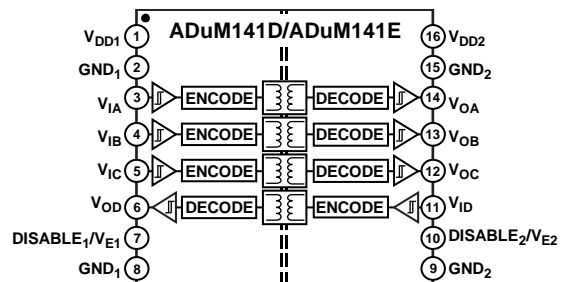 ADuM141D/ADuM141E
V_DD1 1 16 V_DD2
GND_1 2 15 GND_2
V_IA 3 ENCODE DECODE 14 V_OA
V_IB 4 ENCODE DECODE 13 V_OB
V_IC 5 ENCODE DECODE 12 V_OC
V_OD 6 DECODE ENCODE 11 V_ID
DISABLE_1/V_E1 7 10 DISABLE_2/V_E2
GND_1 8 9 GND_2